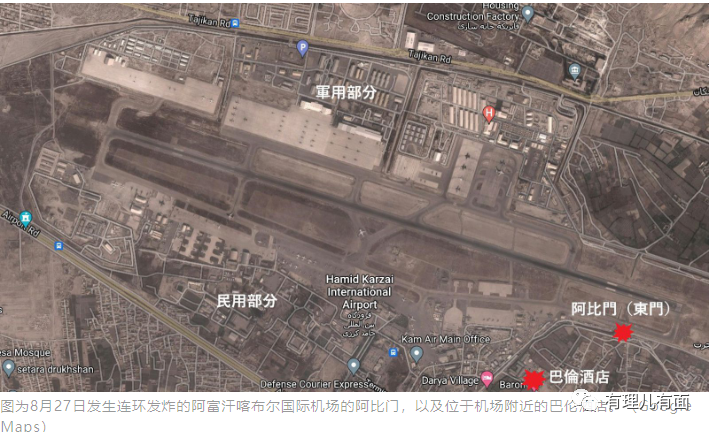 Housing
Construction Factory
Tajikan Rd
Tajikan Rd
P
軍用部分
H
Airport Rd
民用部分
Hamid Karzai
International
Airport
阿比門（東門）
Kam Air Main Office
esa Mosque
setara drukhshan
Defense Courier Express
Darya Village
Baron
巴倫酒店
有理儿有面
图为8月27日发生连环发炸的阿富汗喀布尔国际机场的阿比门，以及位于机场附近的巴伦酒店。（Google
Maps）